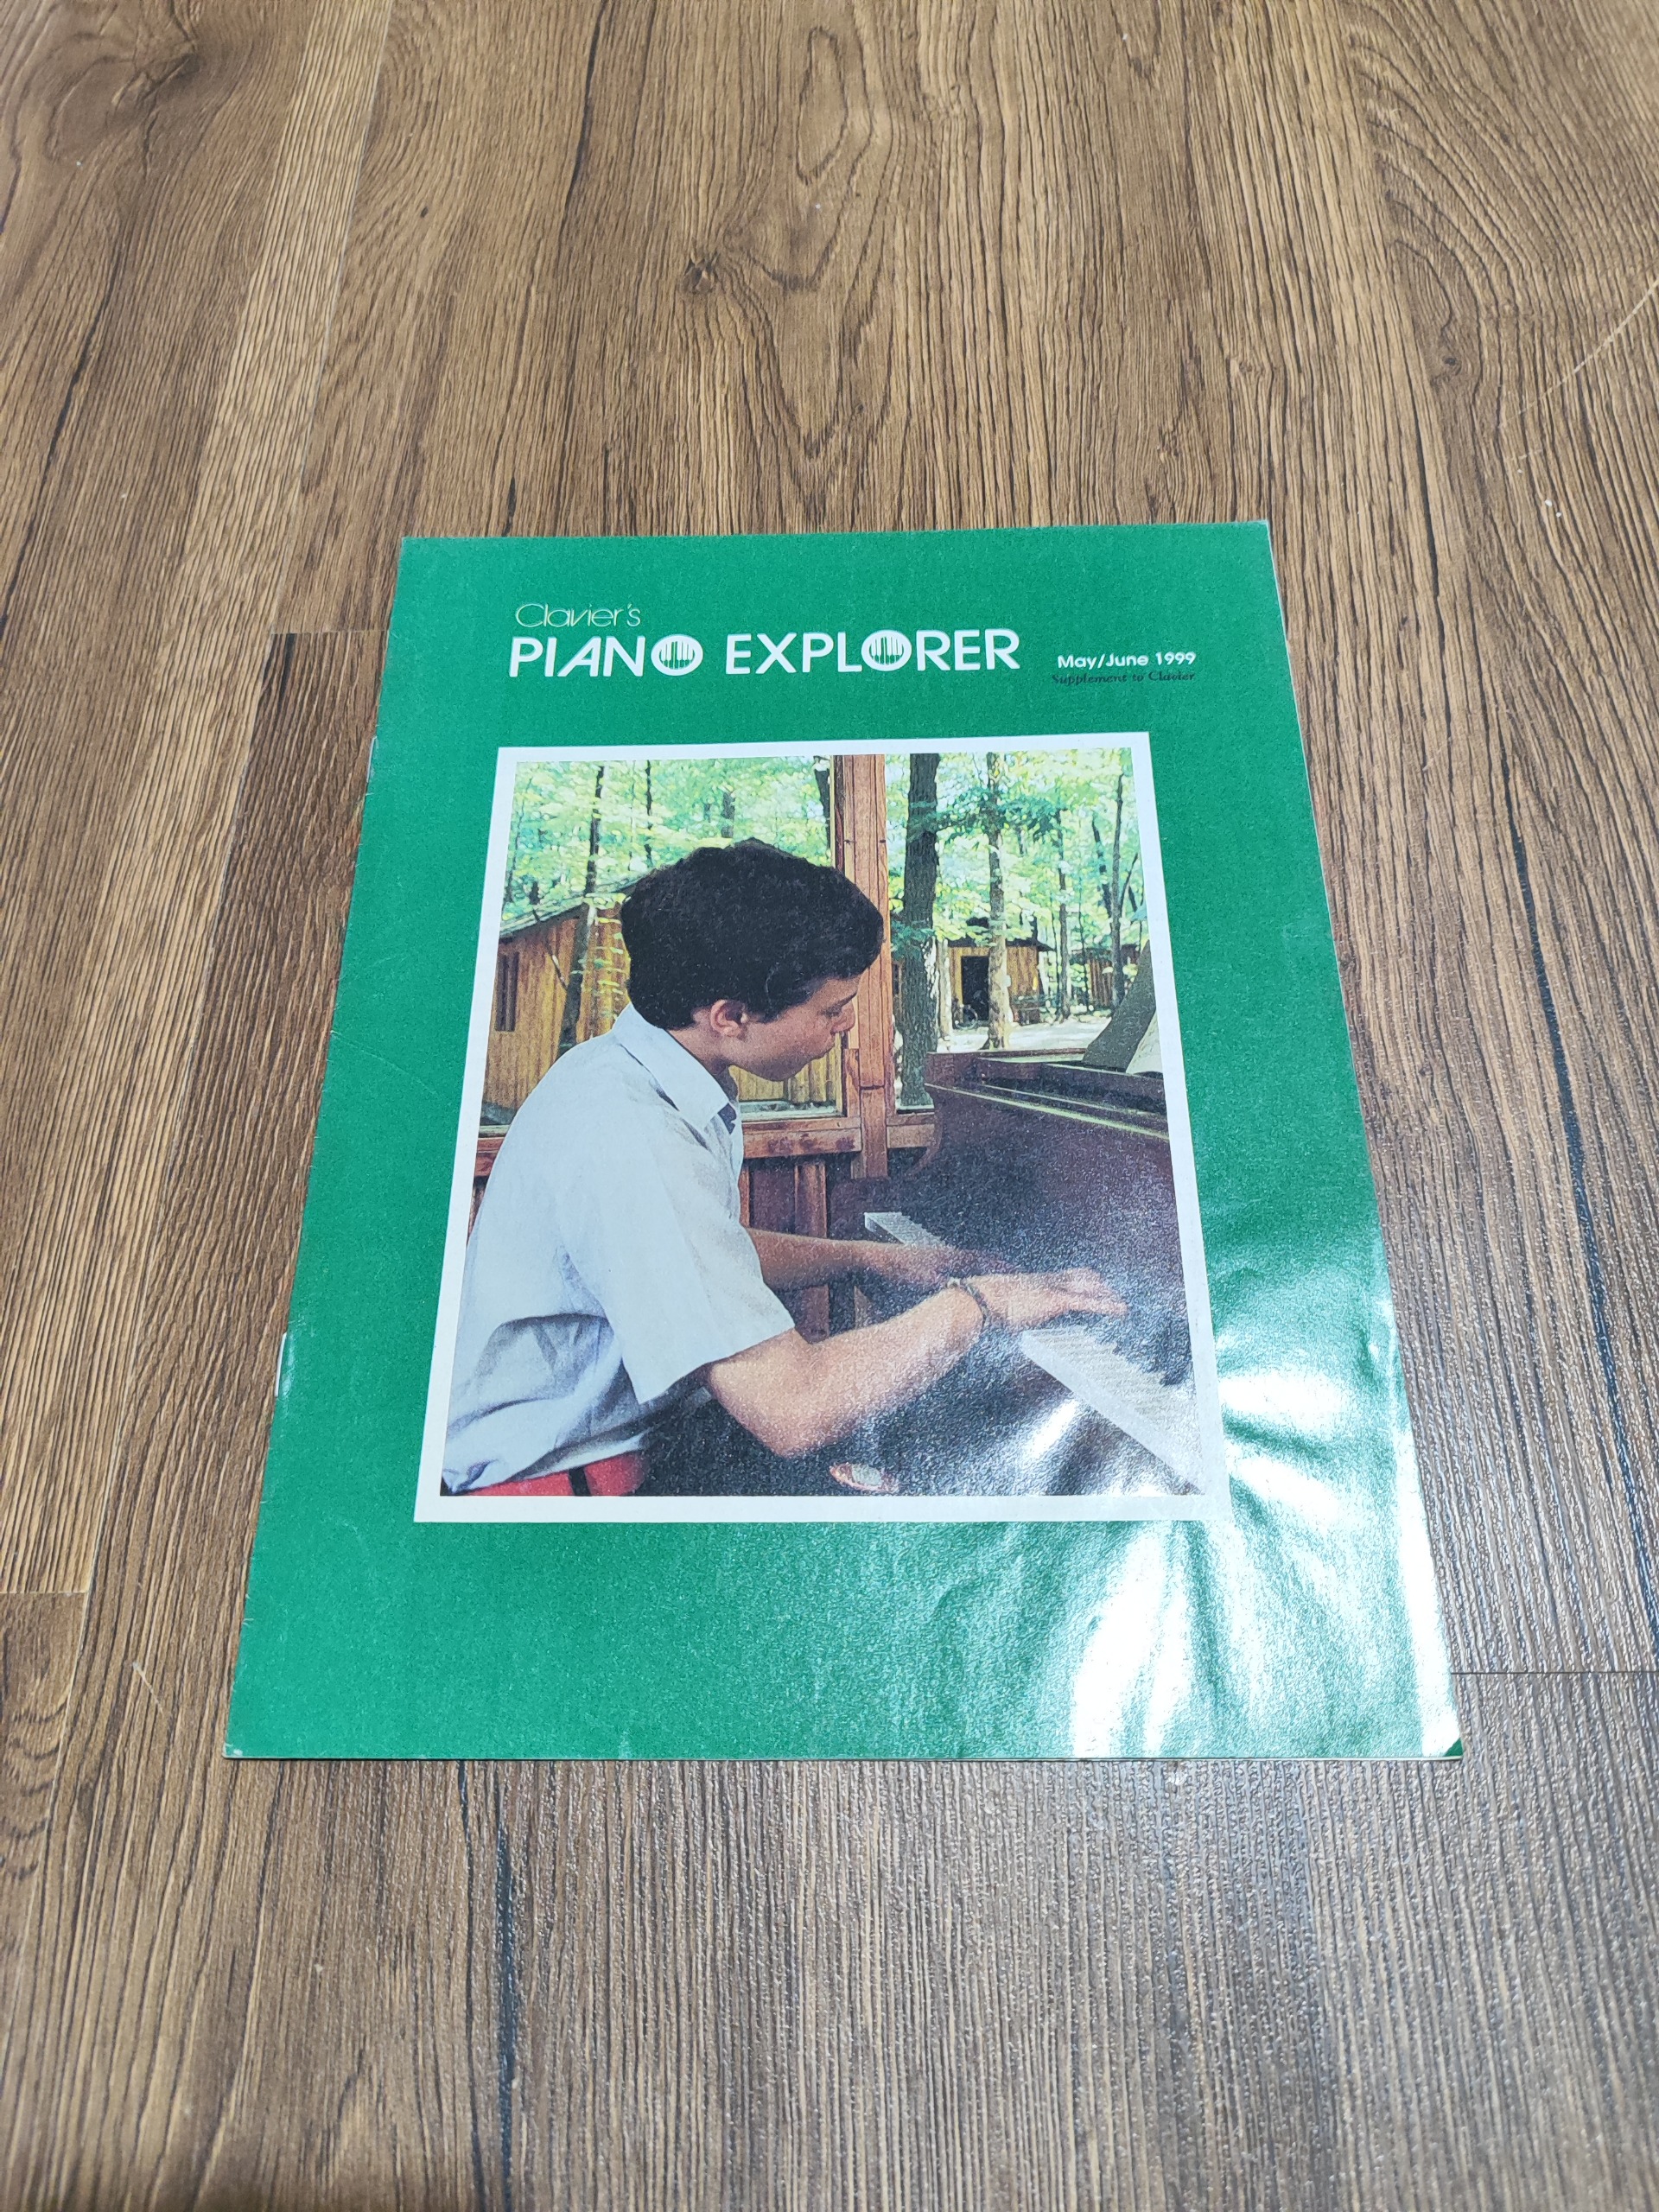 Clavier's
PIANO EXPLORER
May/June 1999
Supplement to Clavier